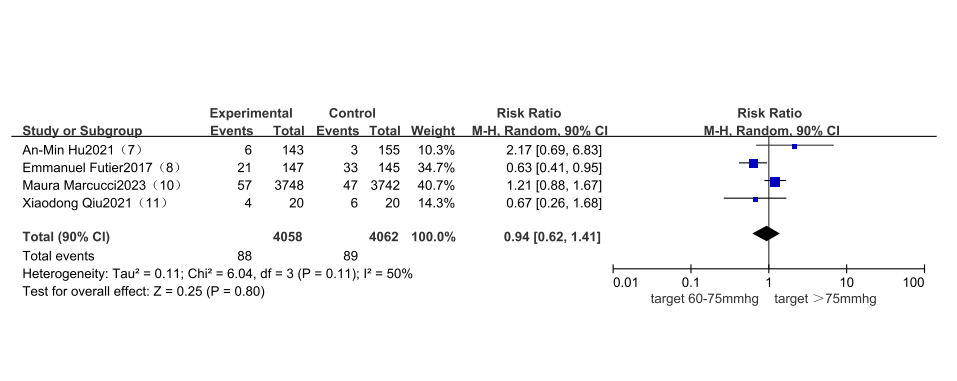 Experimental Control Risk Ratio Risk Ratio
Study or Subgroup Events Total Events Total Weight M-H, Random, 90% CI M-H, Random, 90% CI
An-Min Hu2021（7） 6 143 3 155 10.3% 2.17 [0.69, 6.83]
Emmanuel Futier2017（8） 21 147 33 145 34.7% 0.63 [0.41, 0.95]
Maura Marcucci2023（10） 57 3748 47 3742 40.7% 1.21 [0.88, 1.67]
Xiaodong Qiu2021（11） 4 20 6 20 14.3% 0.67 [0.26, 1.68]
Total (90% CI) 4058 4062 100.0% 0.94 [0.62, 1.41]
Total events 88 89
Heterogeneity: Tau² = 0.11; Chi² = 6.04, df = 3 (P = 0.11); I² = 50%
Test for overall effect: Z = 0.25 (P = 0.80)
0.01 0.1 1 10 100
target 60-75mmhg target ＞75mmhg